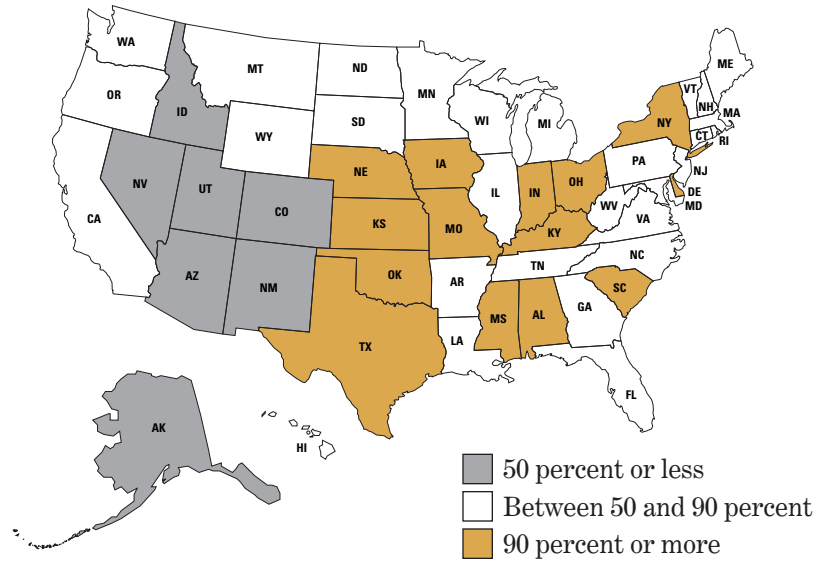 WA
MT
ND
MN
ME
OR
ID
WY
SD
WI
MI
VT
NH
MA
NY
CT
RI
NV
UT
CO
NE
IA
IL
IN
OH
PA
NJ
DE
MD
WV
VA
CA
KS
MO
KY
NC
TN
AZ
NM
OK
AR
SC
MS
AL
GA
TX
LA
FL
AK
HI
50 percent or less
Between 50 and 90 percent
90 percent or more